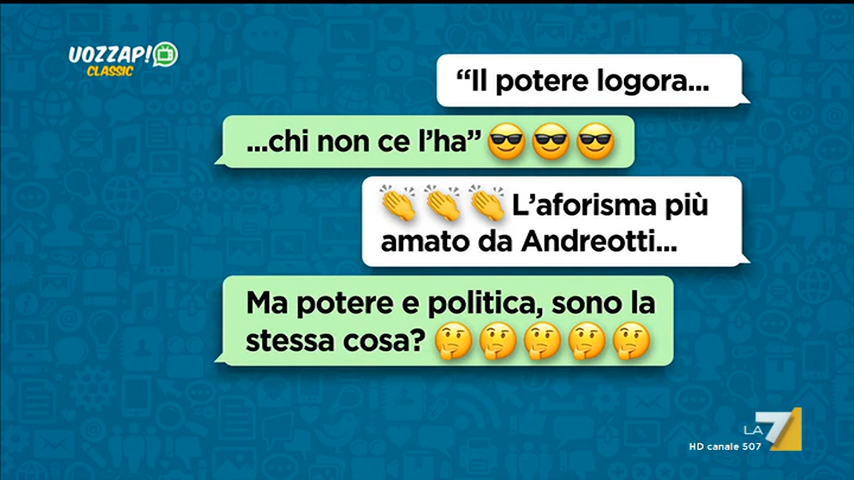 UOZZAP!
CLASSIC
“Il potere logora...
...chi non ce l’ha” 😎😎😎
👏👏👏 L’aforisma più
amato da Andreotti...
Ma potere e politica, sono la
stessa cosa? 🤔🤔🤔🤔🤔
LA7
HD canale 507